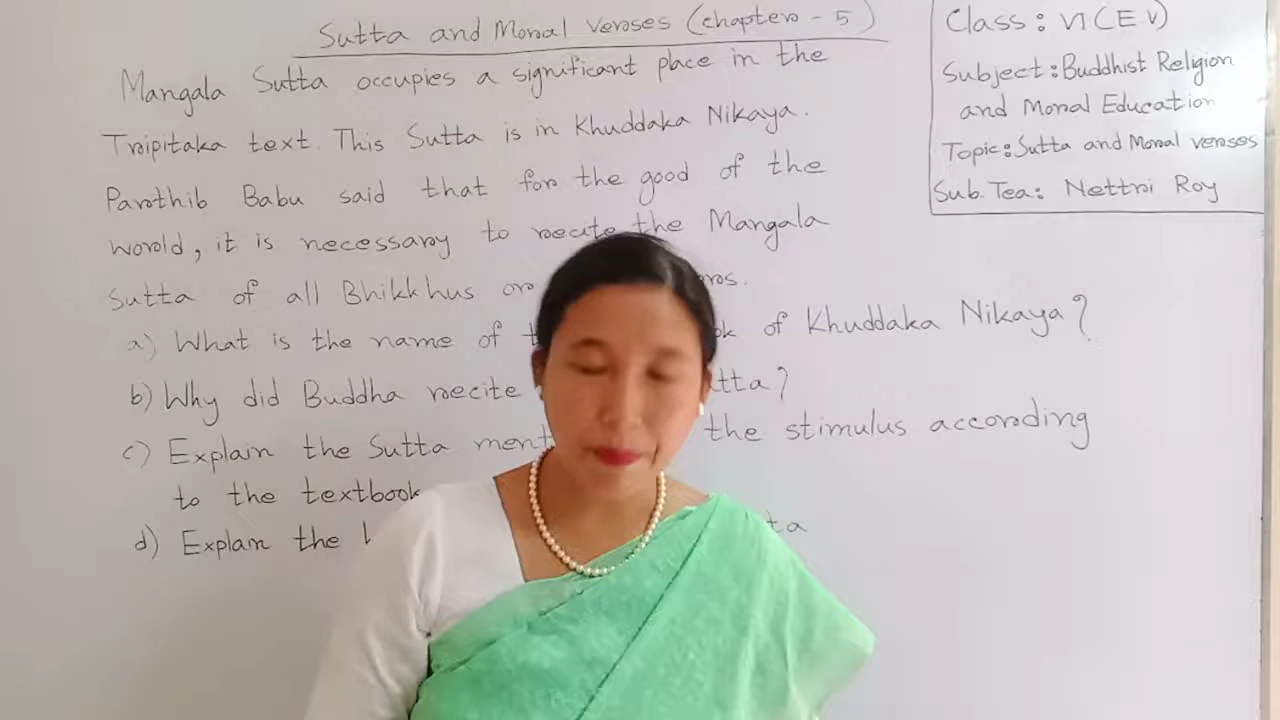 Sutta and Moral verses (chapter - 5)
Mangala Sutta occupies a significant place in the
Tripitaka text. This Sutta is in Khuddaka Nikaya.
Parthib Babu said that for the good of the
world, it is necessary to recite the Mangala
Sutta of all Bhikkhus or
a) What is the name of of Khuddaka Nikaya?
b) Why did Buddha recite
c) Explain the Sutta the stimulus according
to the textbook
d) Explain the
Class: VI (E.V)
Subject: Buddhist Religion
and Moral Education
Topic: Sutta and Moral verses
Sub. Tea: Nettri Roy